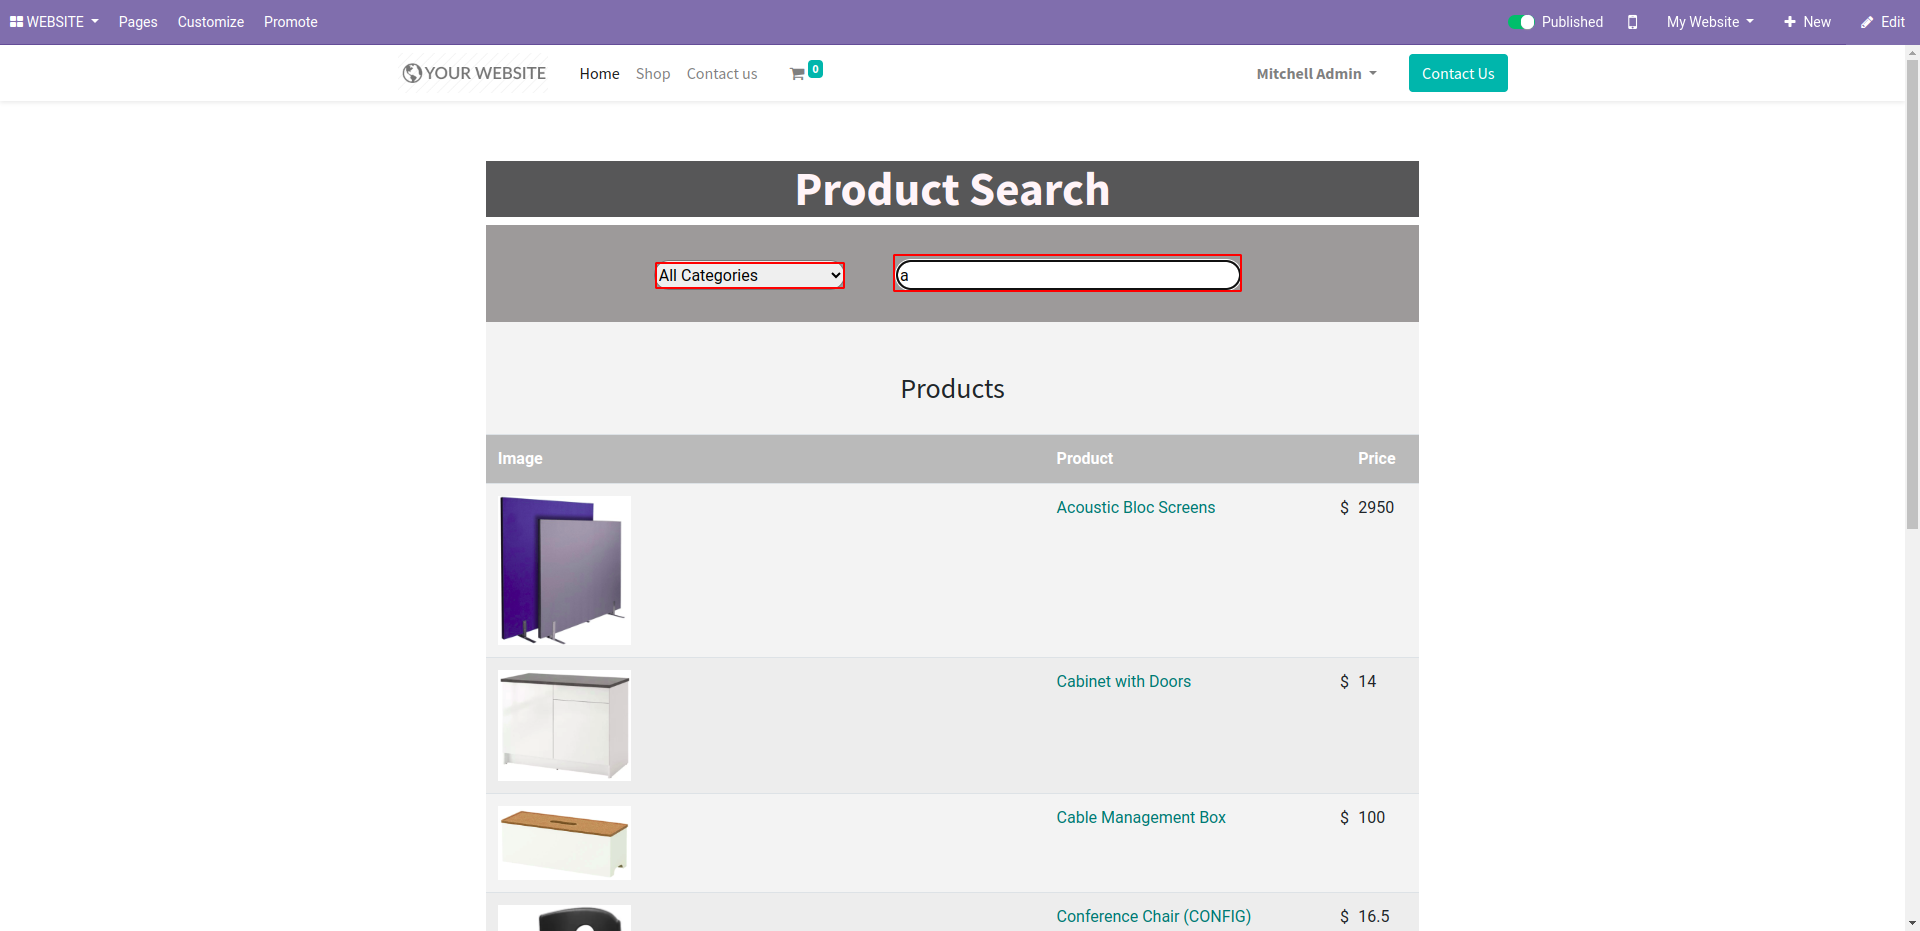 WEBSITE Pages Customize Promote Published My Website New Edit
YOUR WEBSITE Home Shop Contact us 0 Mitchell Admin Contact Us
Product Search
All Categories a
Products
Image Product Price
Acoustic Bloc Screens $ 2950
Cabinet with Doors $ 14
Cable Management Box $ 100
Conference Chair (CONFIG) $ 16.5